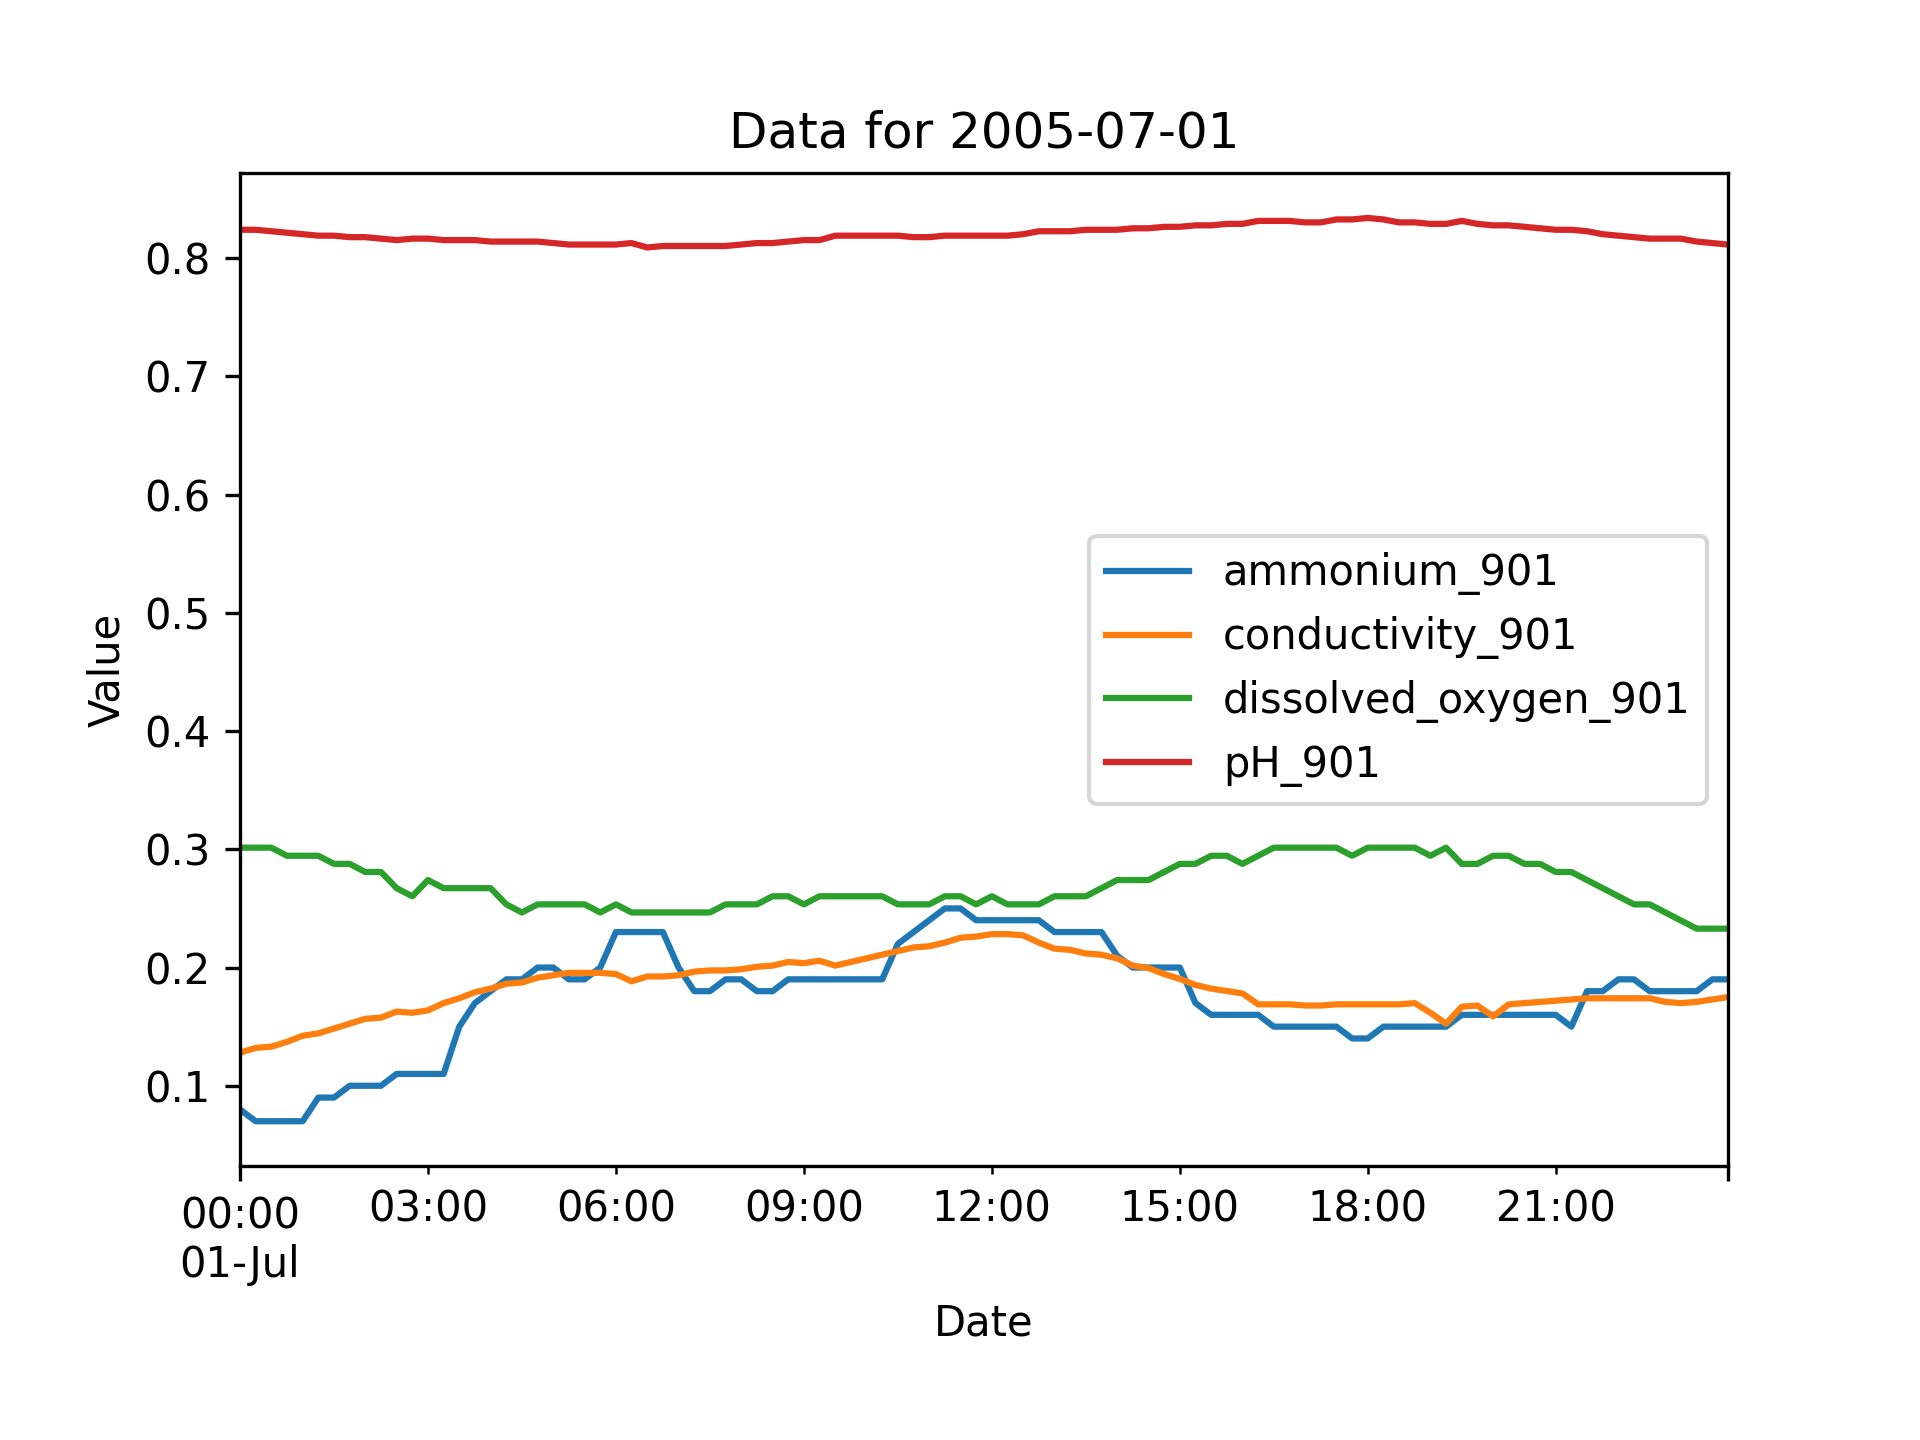 Data for 2005-07-01
Value
0.8
0.7
0.6
0.5
0.4
0.3
0.2
0.1
ammonium_901
conductivity_901
dissolved_oxygen_901
pH_901
00:00 03:00 06:00 09:00 12:00 15:00 18:00 21:00
01-Jul
Date